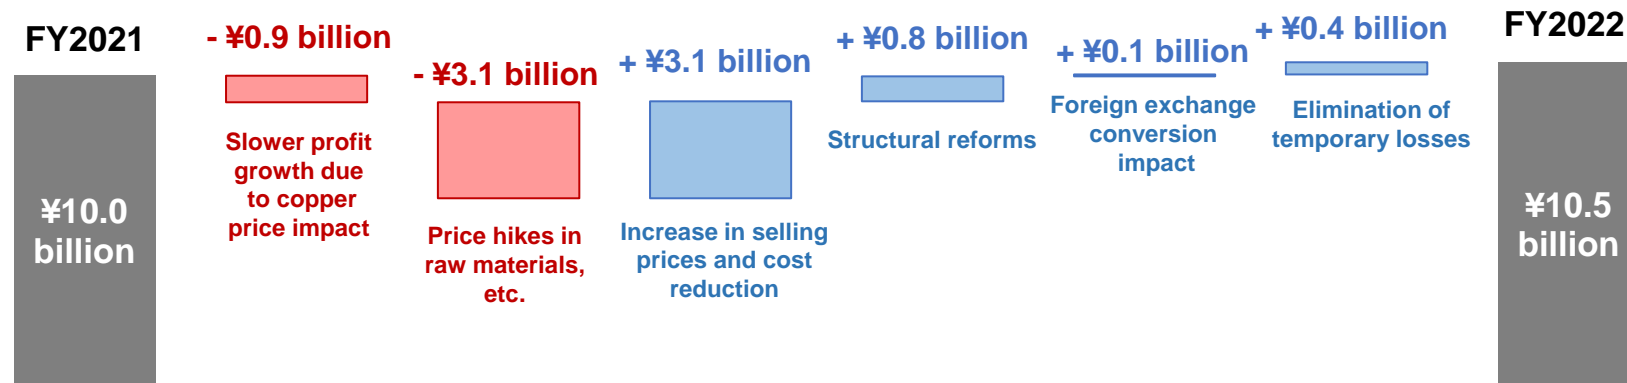 FY2021
¥10.0
billion
- ¥0.9 billion
Slower profit
growth due
to copper
price impact
- ¥3.1 billion
Price hikes in
raw materials,
etc.
+ ¥3.1 billion
Increase in selling
prices and cost
reduction
+ ¥0.8 billion
Structural reforms
+ ¥0.1 billion
Foreign exchange
conversion
impact
+ ¥0.4 billion
Elimination of
temporary losses
FY2022
¥10.5
billion